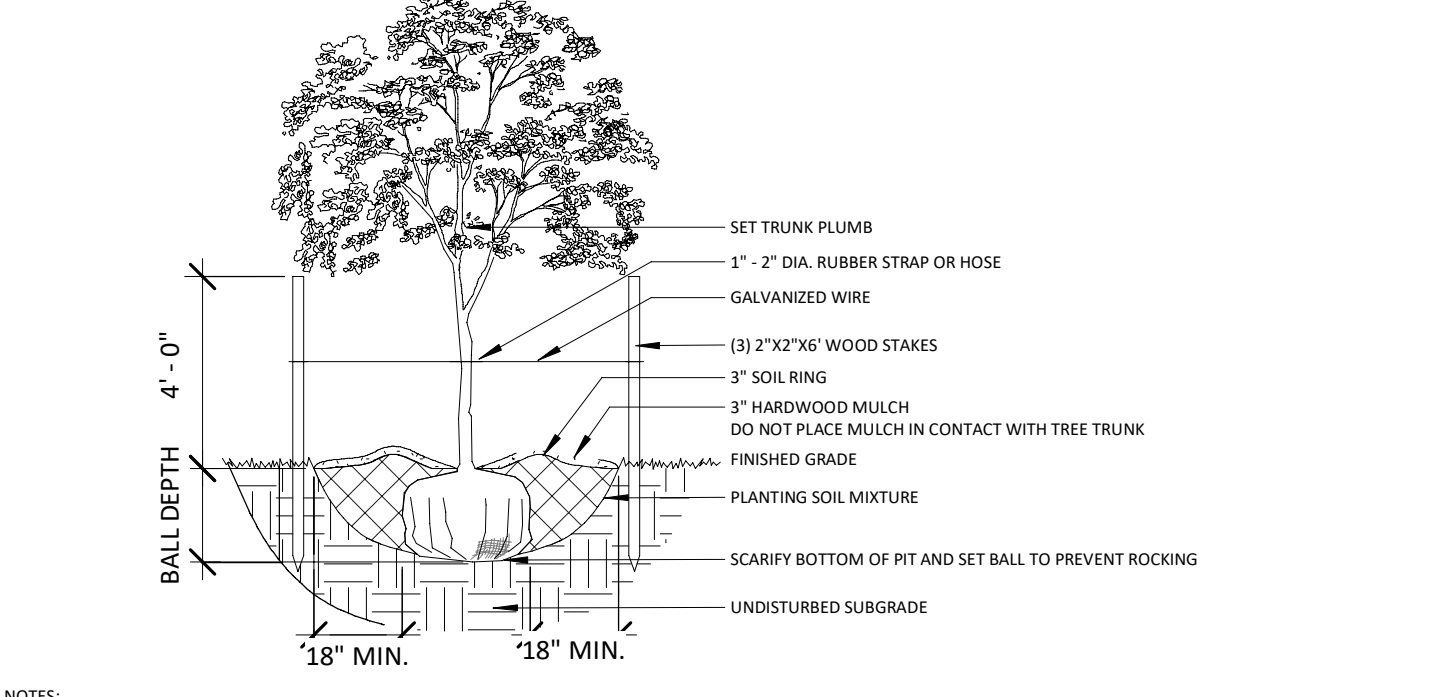 SET TRUNK PLUMB
1" - 2" DIA. RUBBER STRAP OR HOSE
GALVANIZED WIRE
(3) 2"X2"X6' WOOD STAKES
3" SOIL RING
3" HARDWOOD MULCH
DO NOT PLACE MULCH IN CONTACT WITH TREE TRUNK
FINISHED GRADE
PLANTING SOIL MIXTURE
SCARIFY BOTTOM OF PIT AND SET BALL TO PREVENT ROCKING
UNDISTURBED SUBGRADE
4' - 0"
BALL DEPTH
18" MIN.
18" MIN.
NOTES: